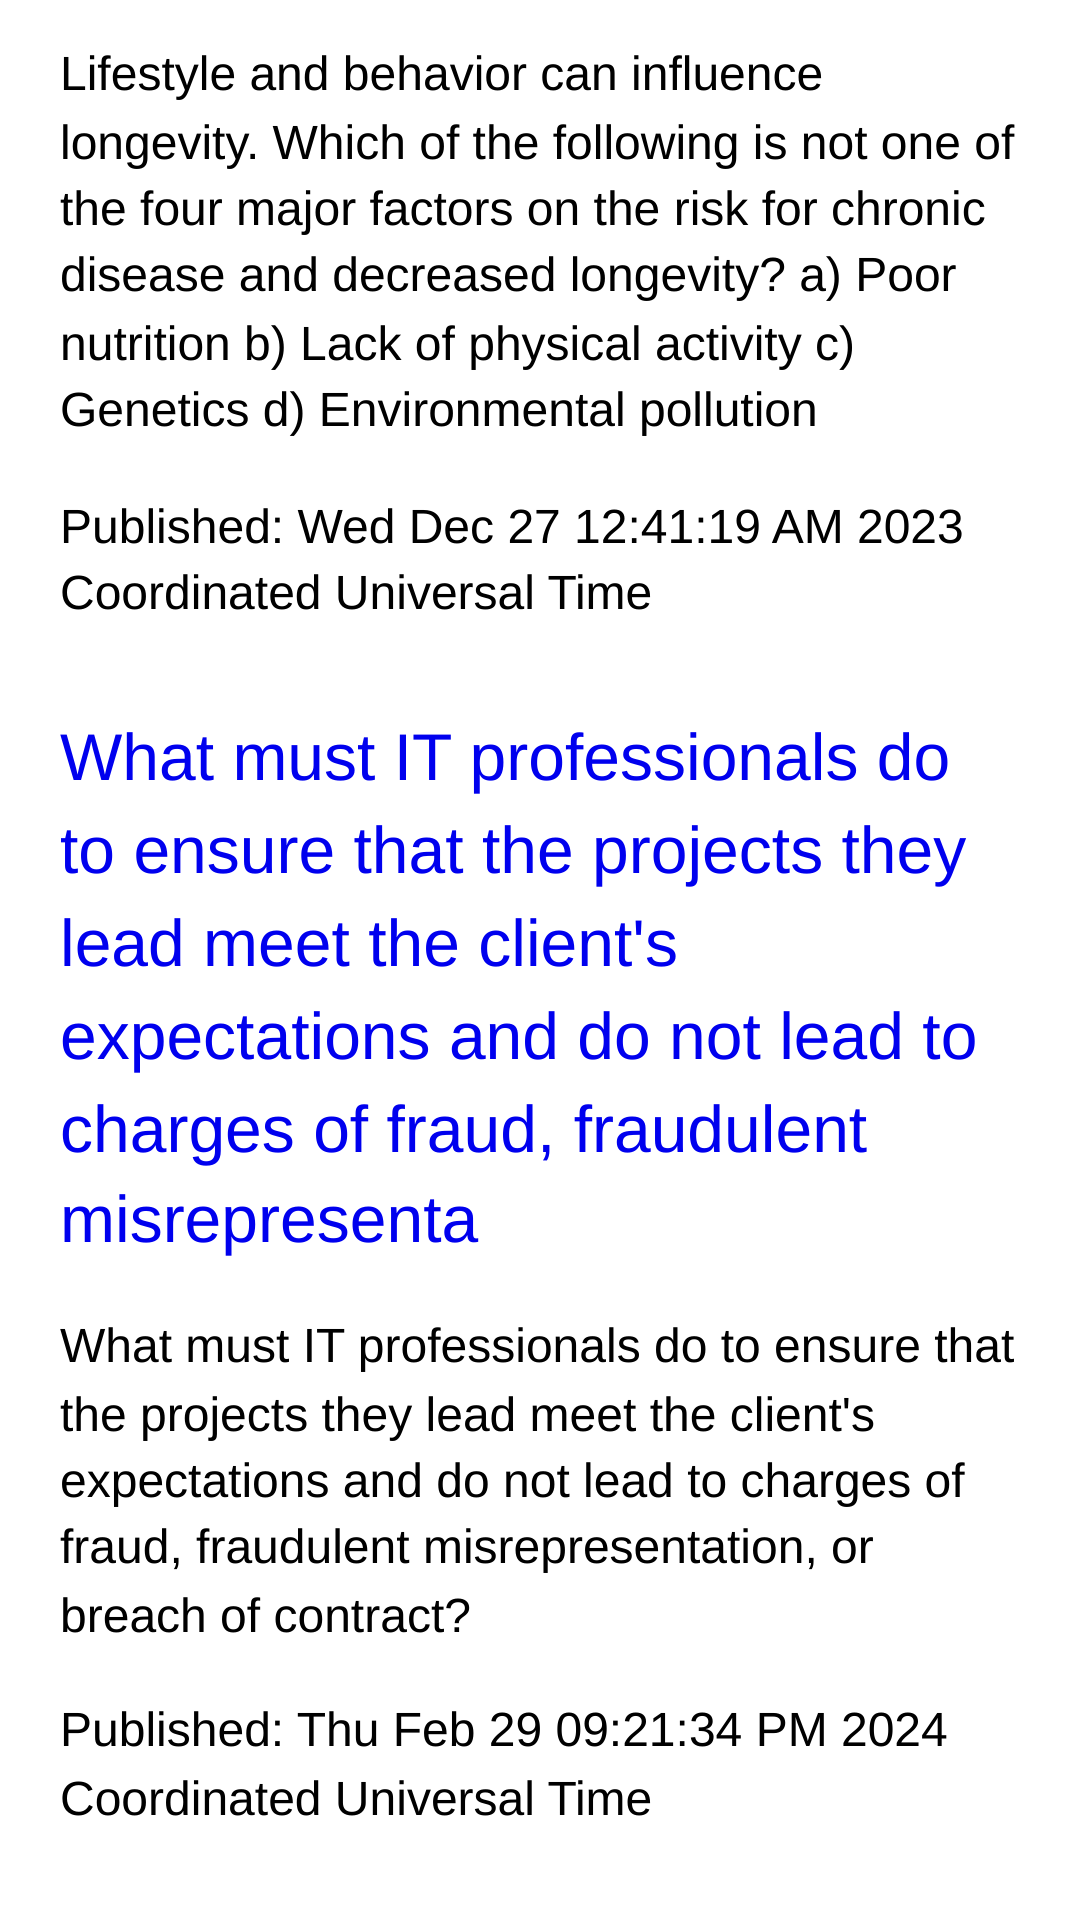 Lifestyle and behavior can influence
longevity. Which of the following is not one of
the four major factors on the risk for chronic
disease and decreased longevity? a) Poor
nutrition b) Lack of physical activity c)
Genetics d) Environmental pollution
Published: Wed Dec 27 12:41:19 AM 2023
Coordinated Universal Time
What must IT professionals do
to ensure that the projects they
lead meet the client's
expectations and do not lead to
charges of fraud, fraudulent
misrepresenta
What must IT professionals do to ensure that
the projects they lead meet the client's
expectations and do not lead to charges of
fraud, fraudulent misrepresentation, or
breach of contract?
Published: Thu Feb 29 09:21:34 PM 2024
Coordinated Universal Time